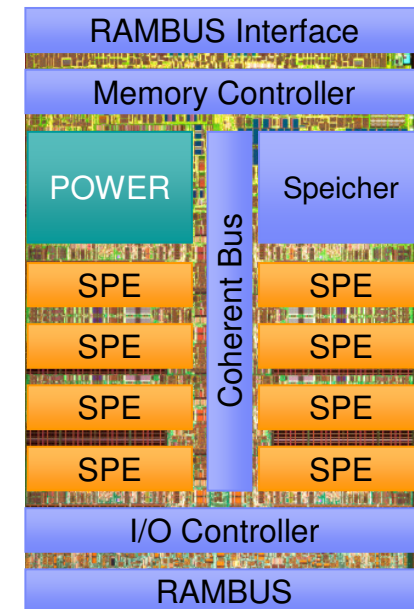 RAMBUS Interface
Memory Controller
POWER
Coherent Bus
Speicher
SPE
SPE
SPE
SPE
SPE
SPE
SPE
SPE
I/O Controller
RAMBUS